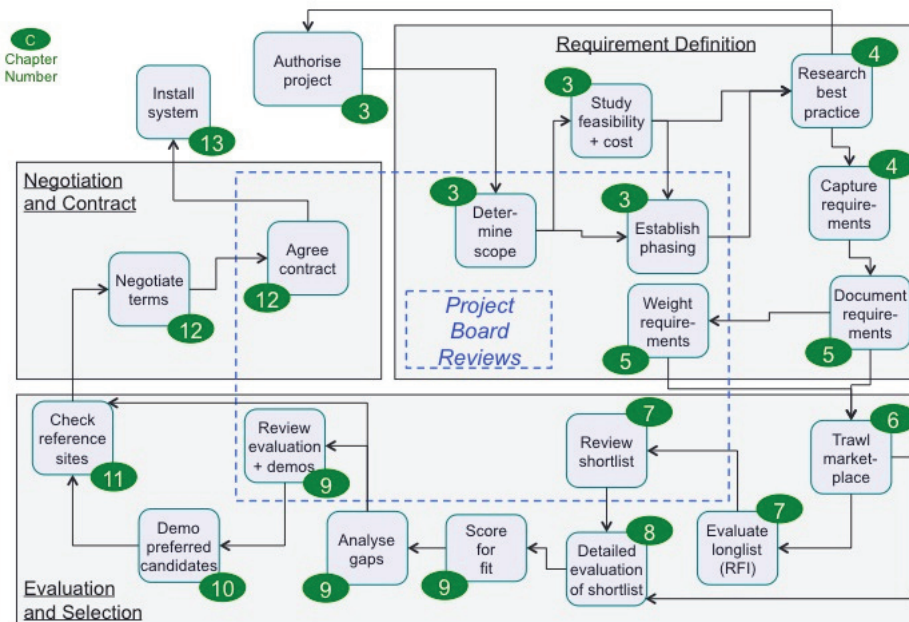 C
Chapter
Number
Authorise
project
3
Install
system
13
Requirement Definition
3
Study
feasibility
+ cost
4
Research
best
practice
3
Deter-
mine
scope
3
Establish
phasing
4
Capture
require-
ments
Negotiation
and Contract
Agree
contract
12
Negotiate
terms
12
Project
Board
Reviews
Weight
require-
ments
5
Document
require-
ments
5
Check
reference
sites
11
Review
evaluation
+ demos
9
7
Review
shortlist
6
Trawl
market-
place
Demo
preferred
candidates
10
Analyse
gaps
9
Score
for
fit
9
8
Detailed
evaluation
of shortlist
7
Evaluate
longlist
(RFI)
Evaluation
and Selection